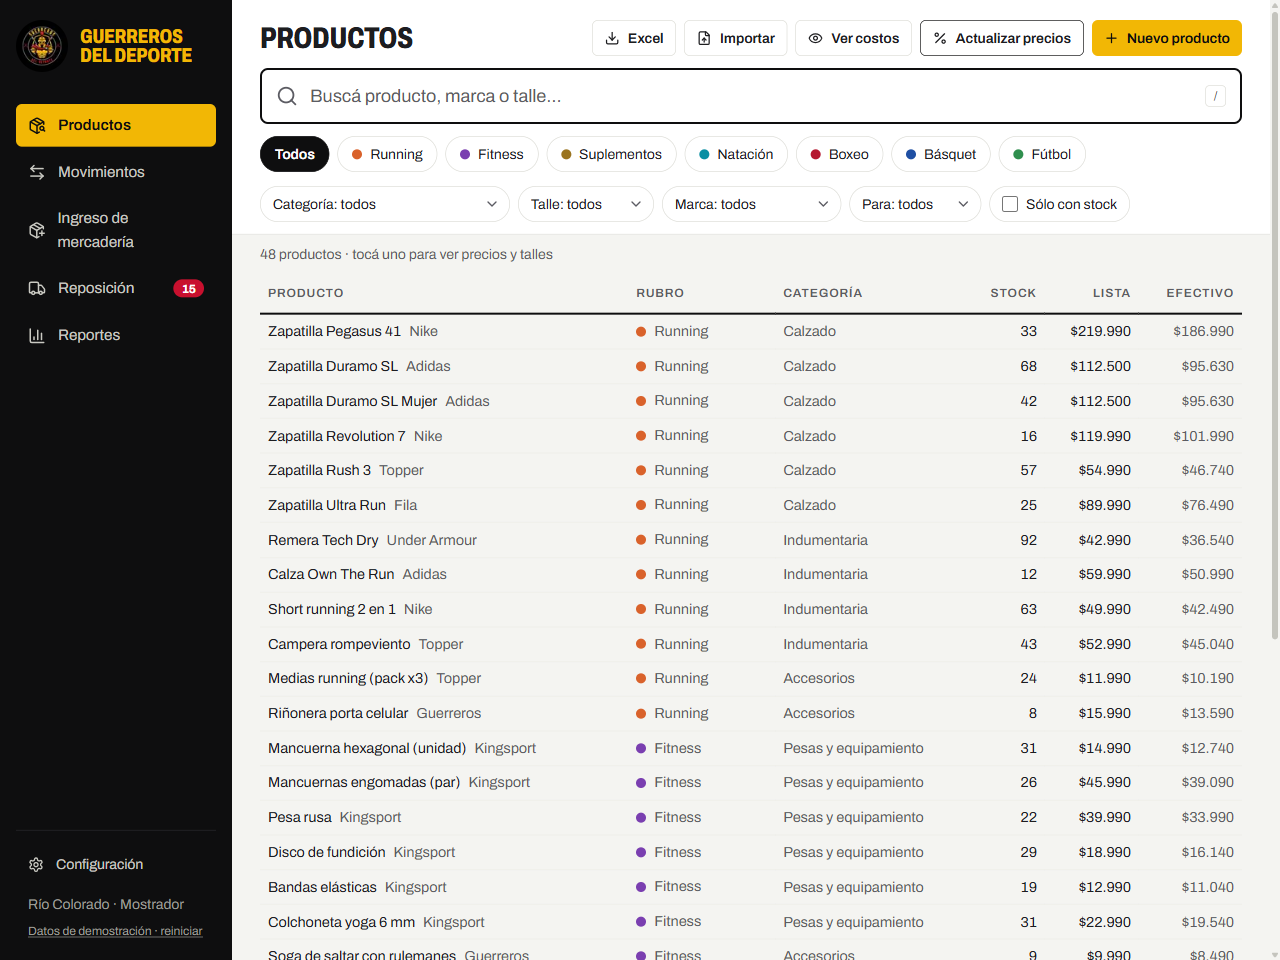 GUERREROS
DEL DEPORTE
Productos
Movimientos
Ingreso de
mercadería
Reposición 15
Reportes
Configuración
Río Colorado · Mostrador
Datos de demostración · reiniciar
PRODUCTOS
Excel
Importar
Ver costos
Actualizar precios
Nuevo producto
Buscá producto, marca o talle...
/
Todos Running Fitness Suplementos Natación Boxeo Básquet Fútbol
Categoría: todos Talle: todos Marca: todos Para: todos Sólo con stock
48 productos · tocá uno para ver precios y talles
PRODUCTO RUBRO CATEGORÍA STOCK LISTA EFECTIVO
Zapatilla Pegasus 41 Nike Running Calzado 33 $219.990 $186.990
Zapatilla Duramo SL Adidas Running Calzado 68 $112.500 $95.630
Zapatilla Duramo SL Mujer Adidas Running Calzado 42 $112.500 $95.630
Zapatilla Revolution 7 Nike Running Calzado 16 $119.990 $101.990
Zapatilla Rush 3 Topper Running Calzado 57 $54.990 $46.740
Zapatilla Ultra Run Fila Running Calzado 25 $89.990 $76.490
Remera Tech Dry Under Armour Running Indumentaria 92 $42.990 $36.540
Calza Own The Run Adidas Running Indumentaria 12 $59.990 $50.990
Short running 2 en 1 Nike Running Indumentaria 63 $49.990 $42.490
Campera rompeviento Topper Running Indumentaria 43 $52.990 $45.040
Medias running (pack x3) Topper Running Accesorios 24 $11.990 $10.190
Riñonera porta celular Guerreros Running Accesorios 8 $15.990 $13.590
Mancuerna hexagonal (unidad) Kingsport Fitness Pesas y equipamiento 31 $14.990 $12.740
Mancuernas engomadas (par) Kingsport Fitness Pesas y equipamiento 26 $45.990 $39.090
Pesa rusa Kingsport Fitness Pesas y equipamiento 22 $39.990 $33.990
Disco de fundición Kingsport Fitness Pesas y equipamiento 29 $18.990 $16.140
Bandas elásticas Kingsport Fitness Pesas y equipamiento 19 $12.990 $11.040
Colchoneta yoga 6 mm Kingsport Fitness Pesas y equipamiento 31 $22.990 $19.540
Soga de saltar con rulemanes Guerreros Fitness Accesorios 9 $9.990 $8.490